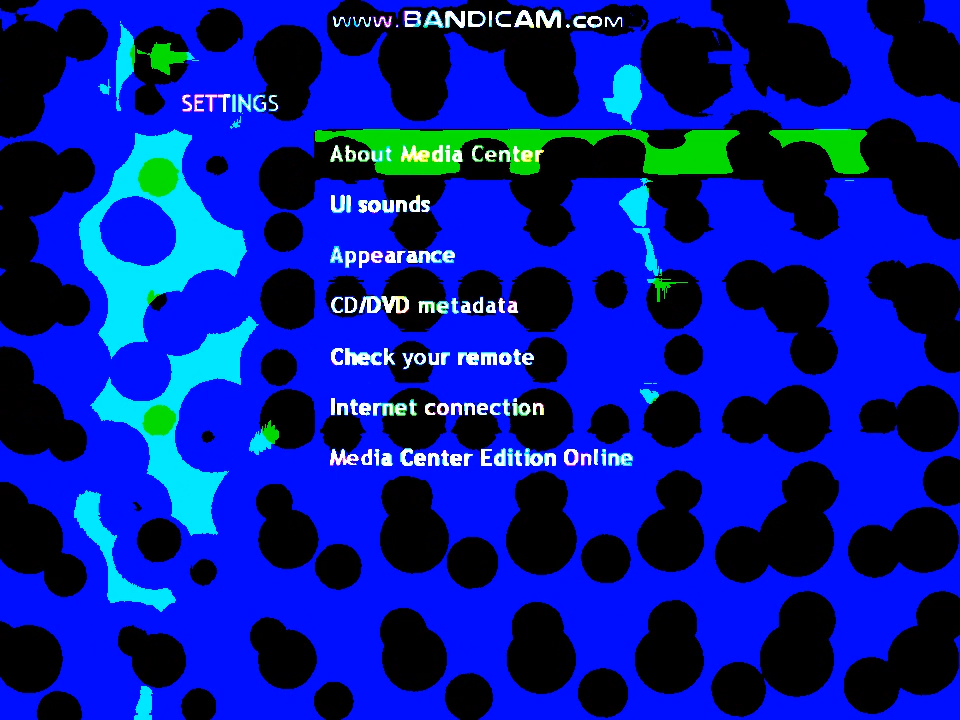 www.BANDICAM.com
SETTINGS
About Media Center
UI sounds
Appearance
CD/DVD metadata
Check your remote
Internet connection
Media Center Edition Online